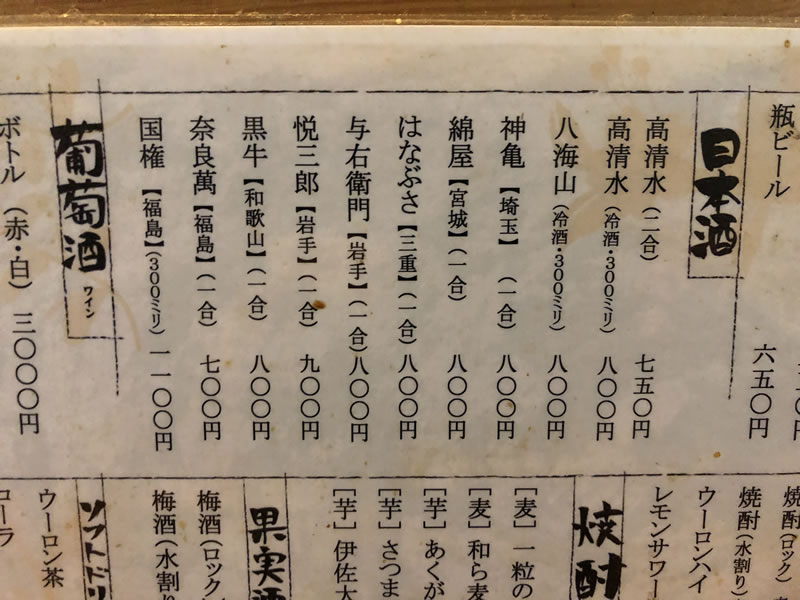 瓶ビール 六五〇円
日本酒
高清水（二合） 七五〇円
高清水（冷酒・300ミリ） 八〇〇円
八海山（冷酒・300ミリ） 八〇〇円
神亀【埼玉】（一合） 八〇〇円
綿屋【宮城】（一合） 八〇〇円
はなぶさ【三重】（一合） 八〇〇円
与右衛門【岩手】（一合） 八〇〇円
悦三郎【岩手】（一合） 九〇〇円
黒牛【和歌山】（一合） 八〇〇円
奈良萬【福島】（一合） 七〇〇円
国権【福島】（300ミリ） 一一〇〇円
葡萄酒 ワイン
ボトル（赤・白） 三〇〇〇円
焼酎（ロック）
焼酎（水割り）
ウーロンハイ
レモンサワー
焼酎
［麦］一粒の
［麦］和ら麦
［芋］あくが
［芋］さつま
［芋］伊佐大
果実酒
梅酒（ロック
梅酒（水割り
ソフトドリ
ウーロン茶
コーラ